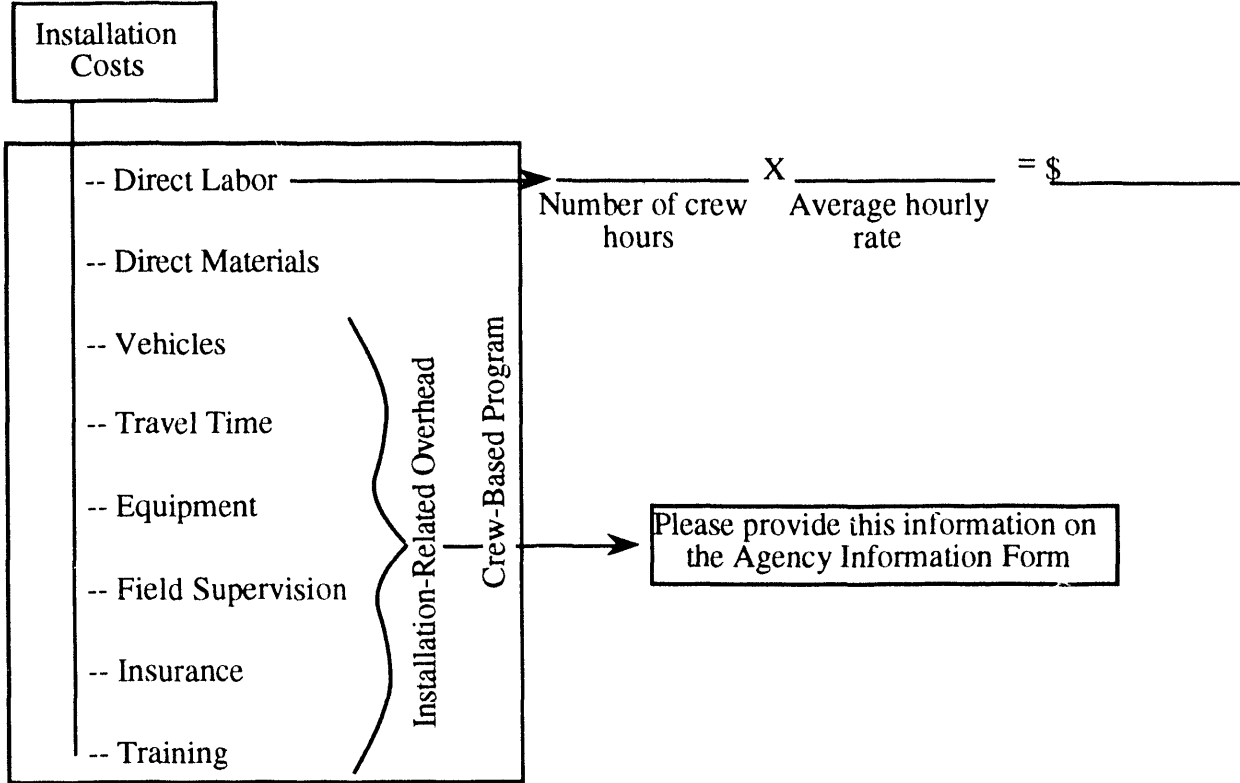 Installation
Costs
-- Direct Labor
X
= $
Number of crew
hours
Average hourly
rate
-- Direct Materials
-- Vehicles
-- Travel Time
-- Equipment
-- Field Supervision
-- Insurance
-- Training
Installation-Related Overhead
Crew-Based Program
Please provide this information on
the Agency Information Form